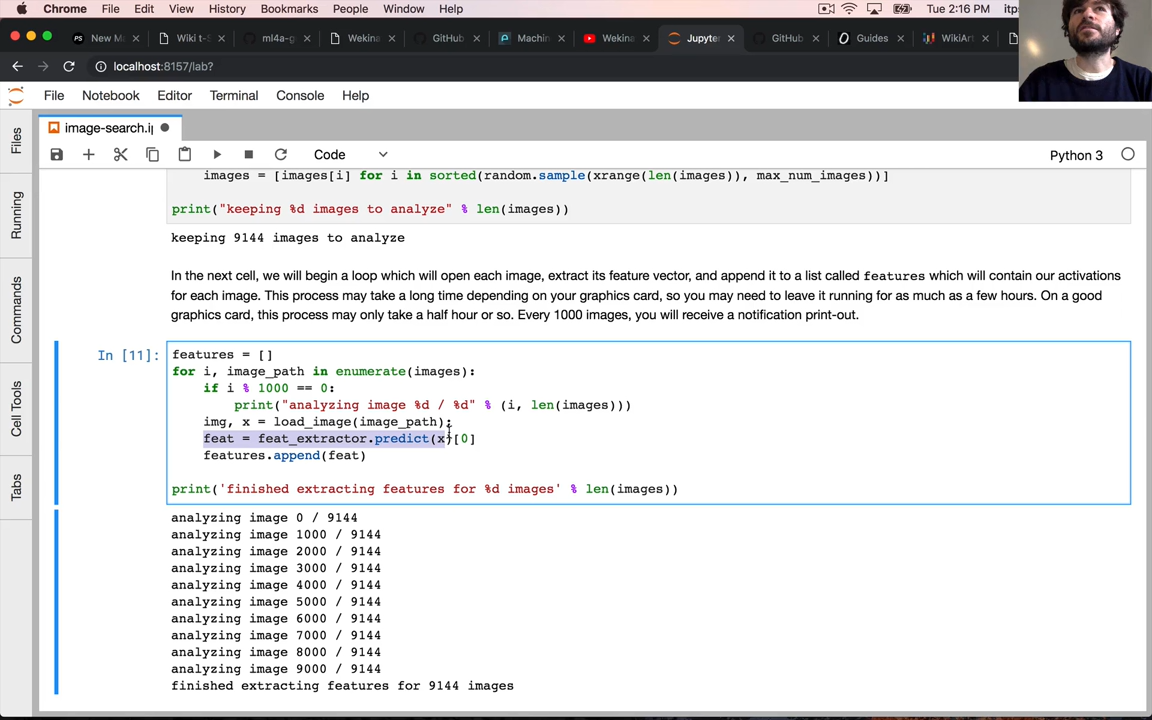 Chrome File Edit View History Bookmarks People Window Help Tue 2:16 PM itp
New M × Wiki t-S × ml4a-g × Wekina × GitHub × Machin × Wekina × Jupyter × GitHub × Guides × WikiArt ×
localhost:8157/lab?
File Notebook Editor Terminal Console Help
image-search.i
Code
Python 3
Files
Running
Commands
Cell Tools
Tabs
images = [images[i] for i in sorted(random.sample(xrange(len(images)), max_num_images))]
print("keeping %d images to analyze" % len(images))
keeping 9144 images to analyze
In the next cell, we will begin a loop which will open each image, extract its feature vector, and append it to a list called features which will contain our activations
for each image. This process may take a long time depending on your graphics card, so you may need to leave it running for as much as a few hours. On a good
graphics card, this process may only take a half hour or so. Every 1000 images, you will receive a notification print-out.
In [11]:
features = []
for i, image_path in enumerate(images):
if i % 1000 == 0:
print("analyzing image %d / %d" % (i, len(images)))
img, x = load_image(image_path);
feat = feat_extractor.predict(x)[0]
features.append(feat)
print('finished extracting features for %d images' % len(images))
analyzing image 0 / 9144
analyzing image 1000 / 9144
analyzing image 2000 / 9144
analyzing image 3000 / 9144
analyzing image 4000 / 9144
analyzing image 5000 / 9144
analyzing image 6000 / 9144
analyzing image 7000 / 9144
analyzing image 8000 / 9144
analyzing image 9000 / 9144
finished extracting features for 9144 images